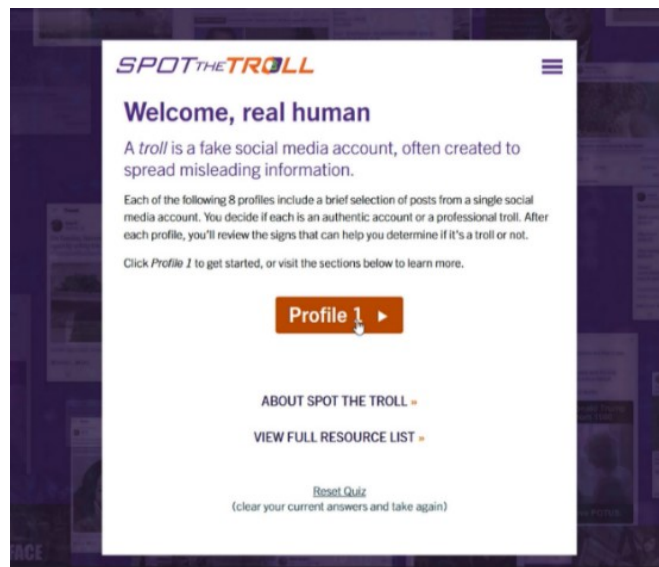 SPOT THE TROLL
Welcome, real human
A troll is a fake social media account, often created to
spread misleading information.
Each of the following 8 profiles include a brief selection of posts from a single social
media account. You decide if each is an authentic account or a professional troll. After
each profile, you'll review the signs that can help you determine if it's a troll or not.
Click Profile 1 to get started, or visit the sections below to learn more.
Profile 1 ►
ABOUT SPOT THE TROLL »
VIEW FULL RESOURCE LIST »
Reset Quiz
(clear your current answers and take again)